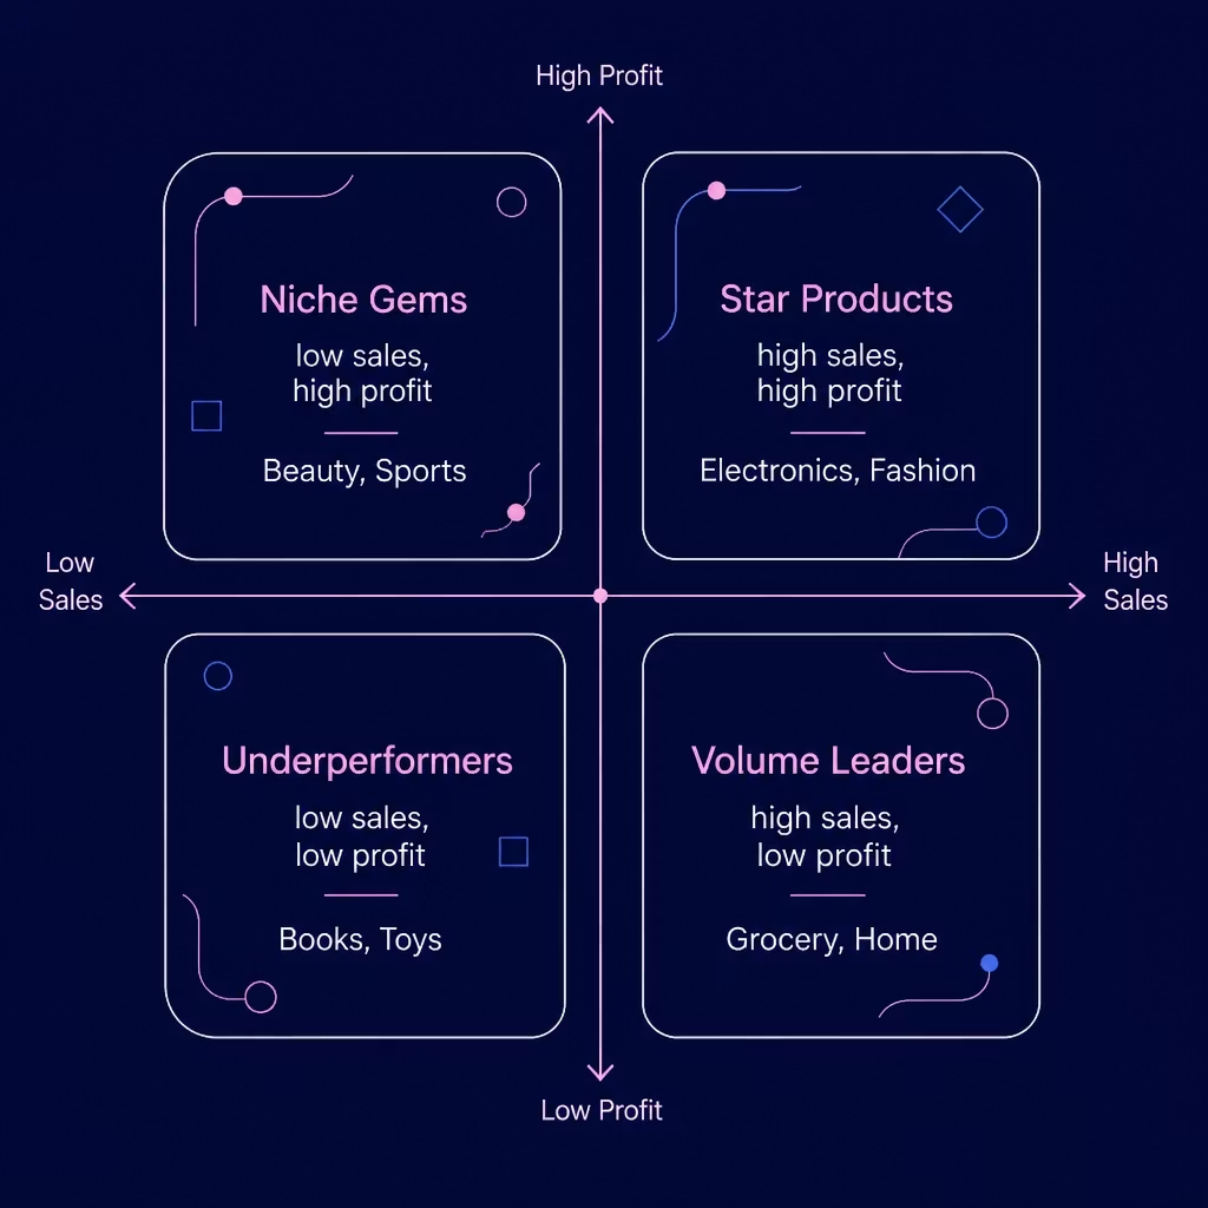 High Profit
Niche Gems
low sales,
high profit
Beauty, Sports
Star Products
high sales,
high profit
Electronics, Fashion
Low
Sales
High
Sales
Underperformers
low sales,
low profit
Books, Toys
Volume Leaders
high sales,
low profit
Grocery, Home
Low Profit